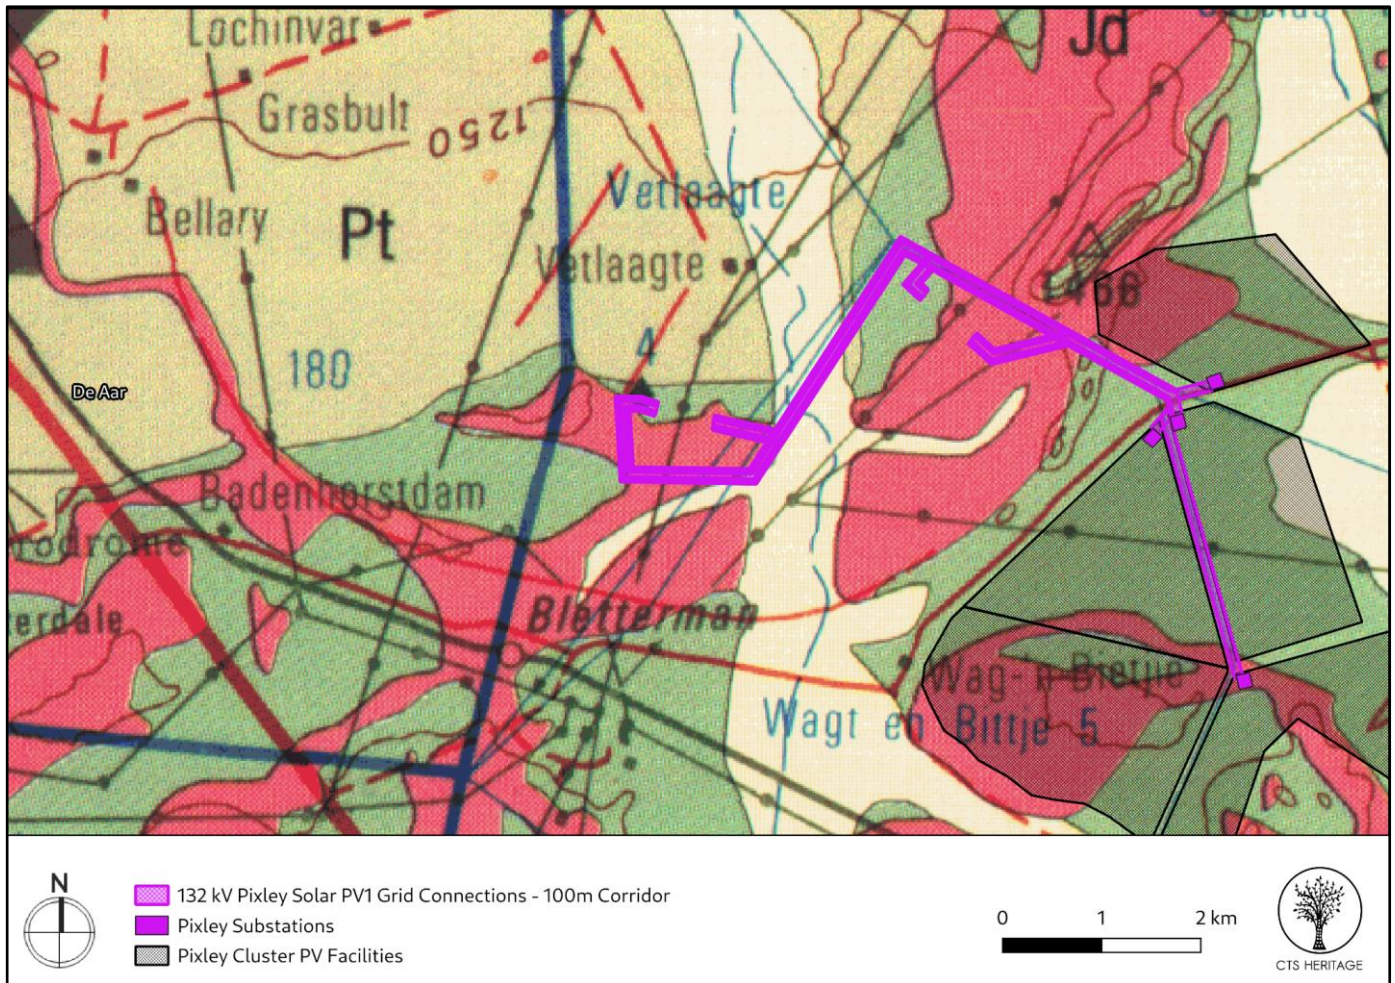 Lochinvar
Jd
Grasbult
1250
Vetlaagte
Bellary
Pt
Vetlaagte
1466
180
4
De Aar
Badenhorstdam
rodrome
Bletterman
erdale
Wag-'n-Bietjie
Wagt en Bittje 5
N
132 kV Pixley Solar PV1 Grid Connections - 100m Corridor
Pixley Substations
Pixley Cluster PV Facilities
0 1 2 km
CTS HERITAGE